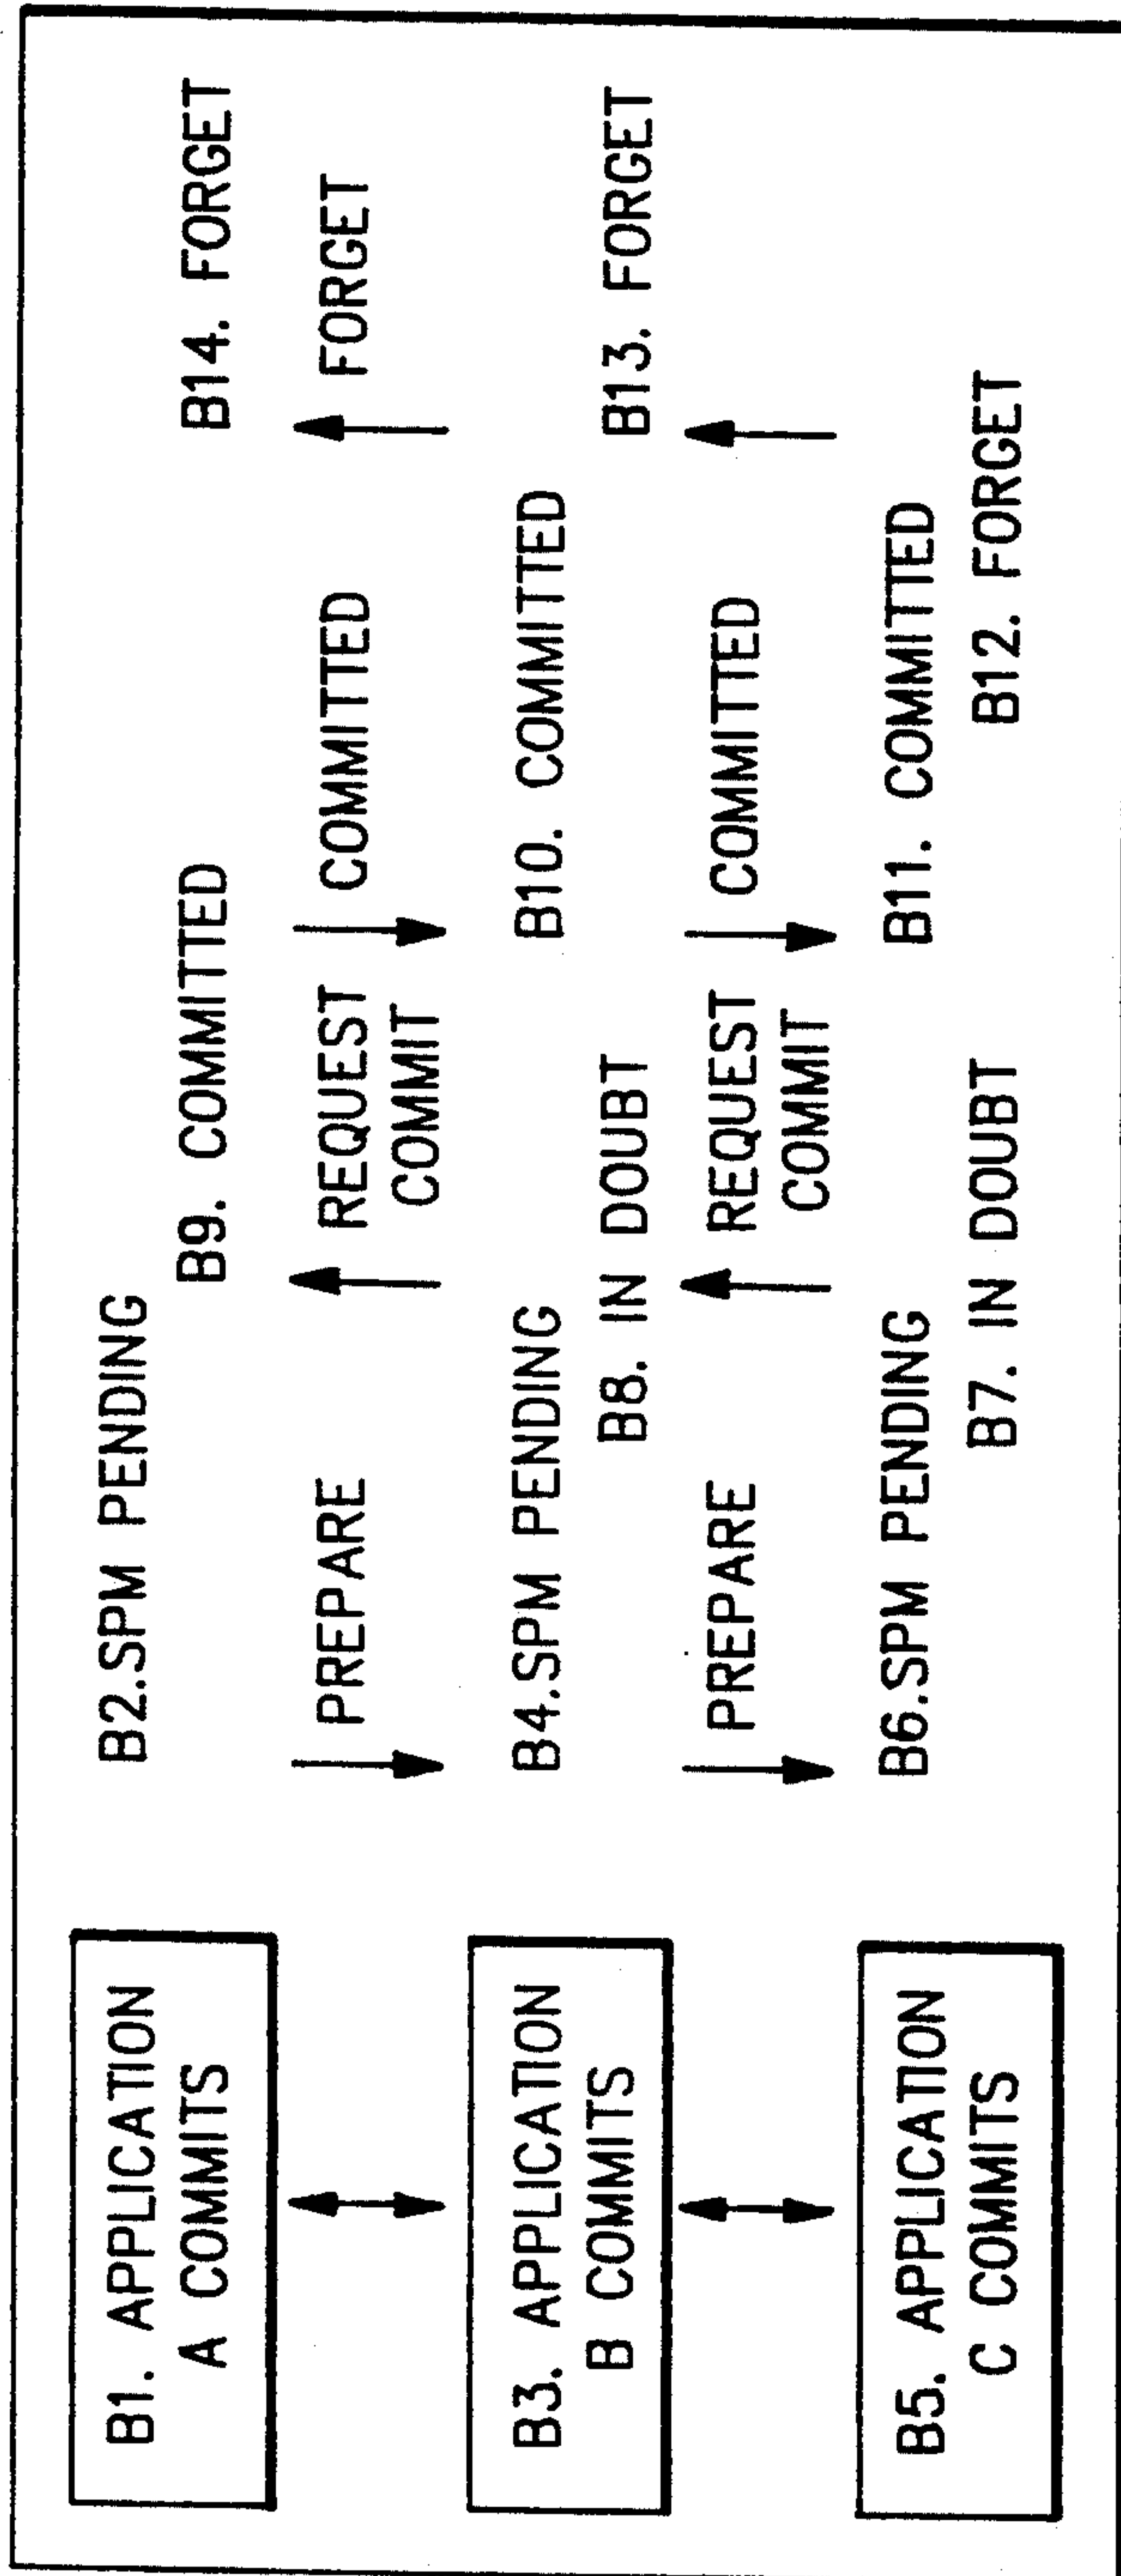 B1. APPLICATION
A COMMITS
B2.SPM PENDING
B9. COMMITTED
B14. FORGET
PREPARE
REQUEST
COMMIT
COMMITTED
FORGET
B3. APPLICATION
B COMMITS
B4.SPM PENDING
B8. IN DOUBT
B10. COMMITTED
B13. FORGET
PREPARE
REQUEST
COMMIT
COMMITTED
B5. APPLICATION
C COMMITS
B6.SPM PENDING
B7. IN DOUBT
B11. COMMITTED
B12. FORGET